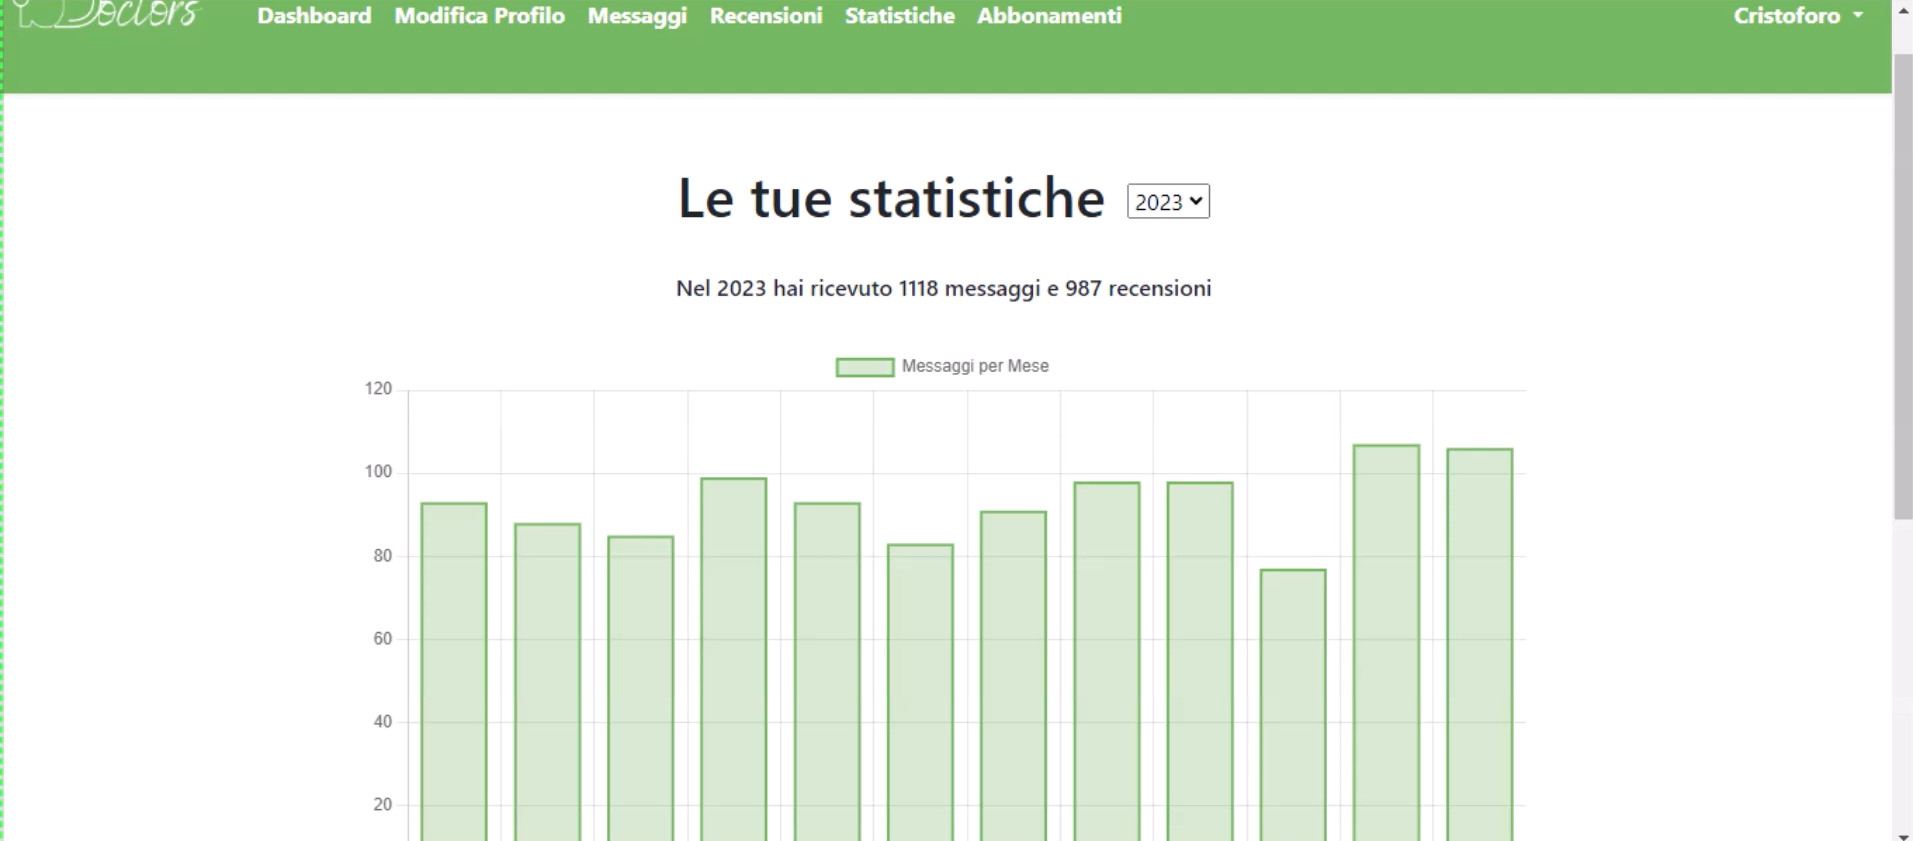 Doctors
Dashboard Modifica Profilo Messaggi Recensioni Statistiche Abbonamenti Cristoforo
Le tue statistiche 2023
Nel 2023 hai ricevuto 1118 messaggi e 987 recensioni
Messaggi per Mese
120
100
80
60
40
20